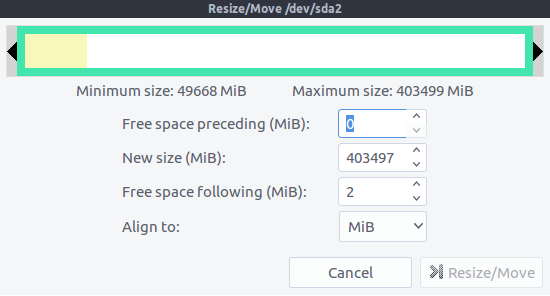 Resize/Move /dev/sda2
Minimum size: 49668 MiB Maximum size: 403499 MiB
Free space preceding (MiB): 0
New size (MiB): 403497
Free space following (MiB): 2
Align to: MiB
Cancel Resize/Move